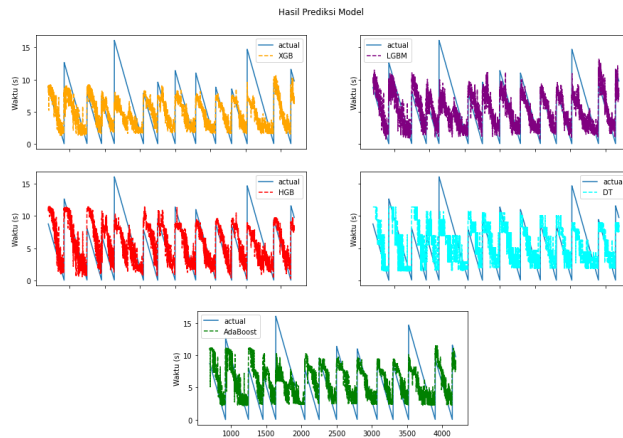 Hasil Prediksi Model
Waktu (s)
15
10
5
0
actual
XGB
Waktu (s)
15
10
5
0
actual
LGBM
Waktu (s)
15
10
5
0
actual
HGB
Waktu (s)
15
10
5
0
actual
DT
Waktu (s)
15
10
5
0
actual
AdaBoost
1000 1500 2000 2500 3000 3500 4000